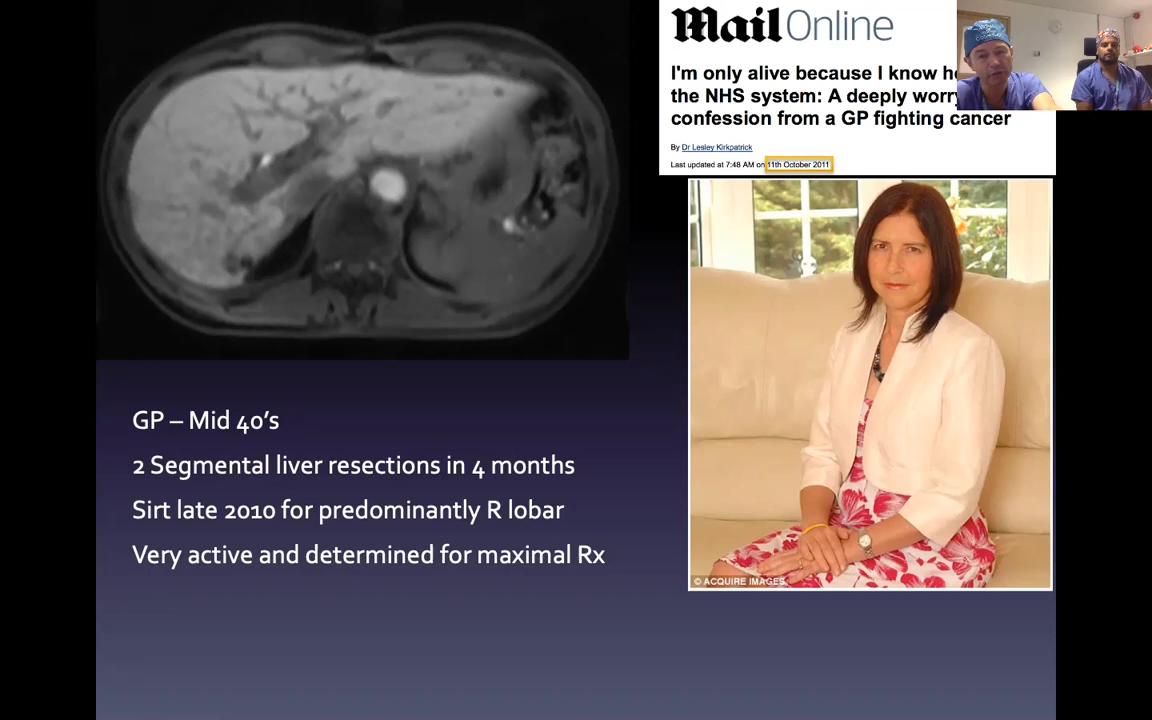 Mail Online
I'm only alive because I know h
the NHS system: A deeply worry
confession from a GP fighting cancer
By Dr Lesley Kirkpatrick
Last updated at 7:48 AM on 11th October 2011
© ACQUIRE IMAGES
GP – Mid 40's
2 Segmental liver resections in 4 months
Sirt late 2010 for predominantly R lobar
Very active and determined for maximal Rx